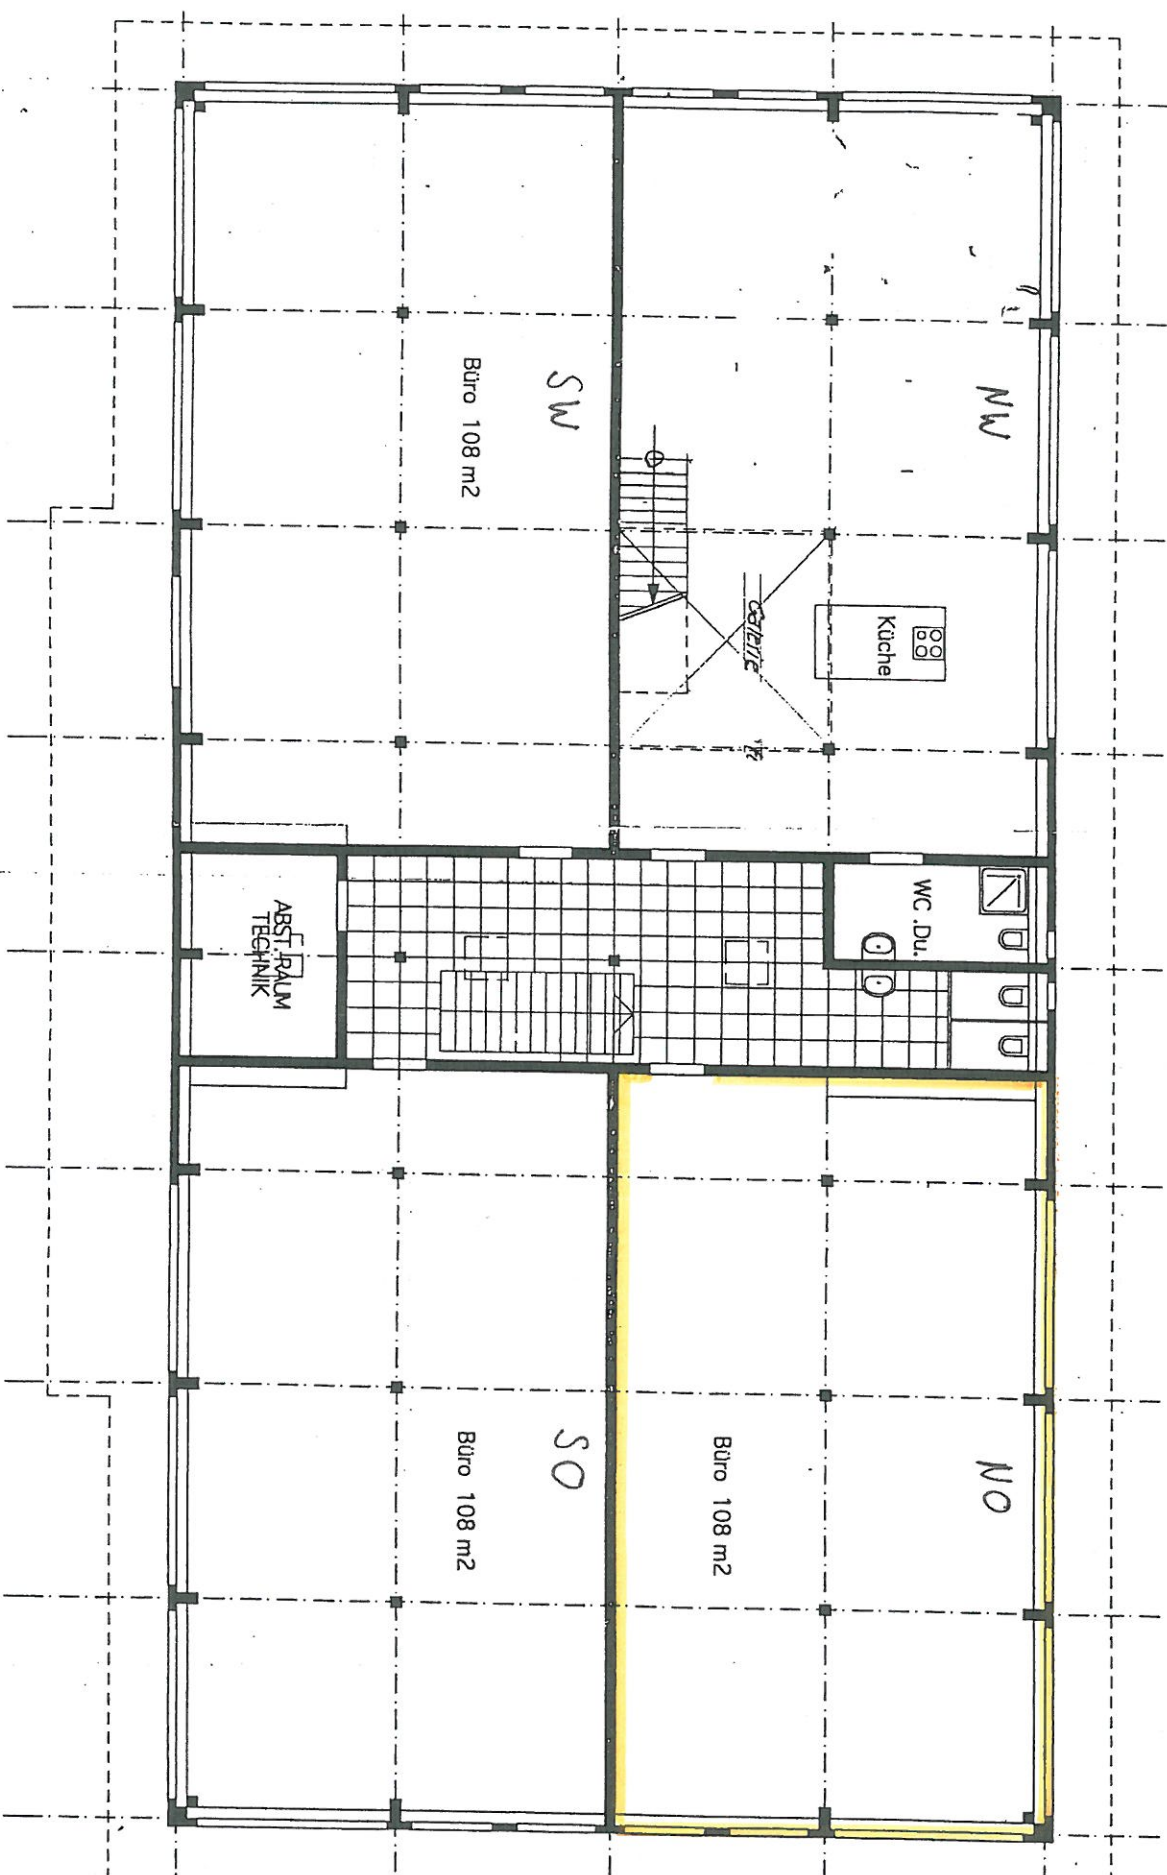 NW
SW
Büro 108 m2
Küche
Galerie
WC .Du.
ABST.RAUM
TECHNIK
NO
SO
Büro 108 m2
Büro 108 m2